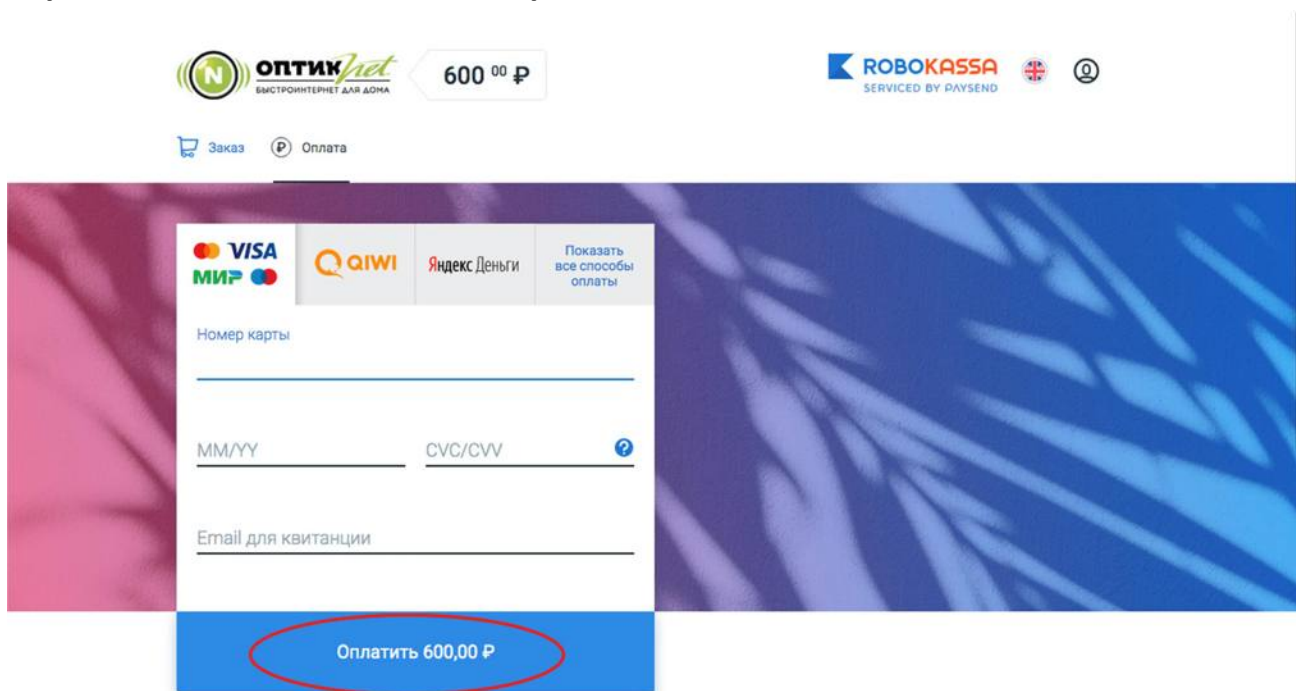 ОПТИКnet
БЫСТРОИНТЕРНЕТ ДЛЯ ДОМА
600 00 ₽
ROBOKASSA
SERVICED BY PAYSEND
Заказ
Оплата
VISA
МИР
QIWI
Яндекс Деньги
Показать
все способы
оплаты
Номер карты
MM/YY
CVC/CVV
?
Email для квитанции
Оплатить 600,00 ₽